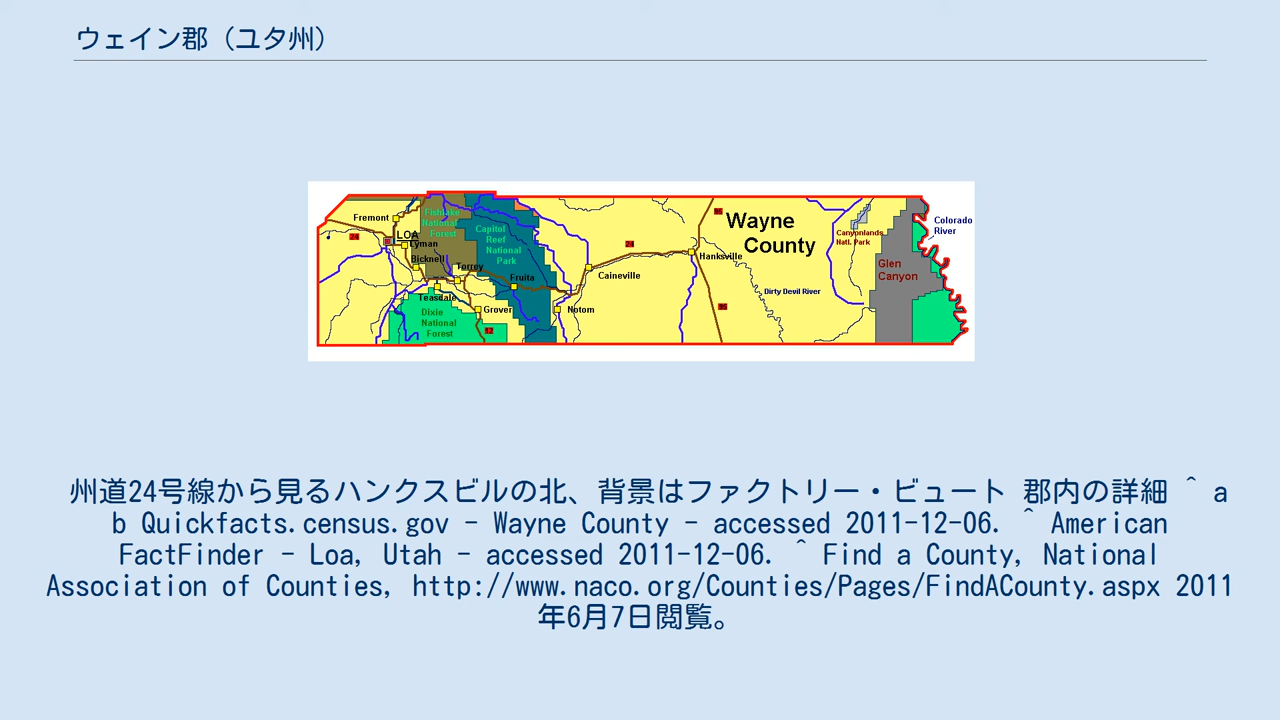 ウェイン郡（ユタ州）
Wayne
County
Colorado
River
Fremont
24
LOA
Lyman
Bicknell
Fishlake
National
Forest
Capitol
Reef
National
Park
Torrey
Fruita
Teasdale
Grover
Dixie
National
Forest
12
Notom
Caineville
24
95
Hanksville
95
Dirty Devil River
Canyonlands
Natl. Park
Glen
Canyon
州道24号線から見るハンクスビルの北、背景はファクトリー・ビュート 郡内の詳細 ^ a
b Quickfacts.census.gov - Wayne County - accessed 2011-12-06. ^ American
FactFinder - Loa, Utah - accessed 2011-12-06. ^ Find a County, National
Association of Counties, http://www.naco.org/Counties/Pages/FindACounty.aspx 2011
年6月7日閲覧。